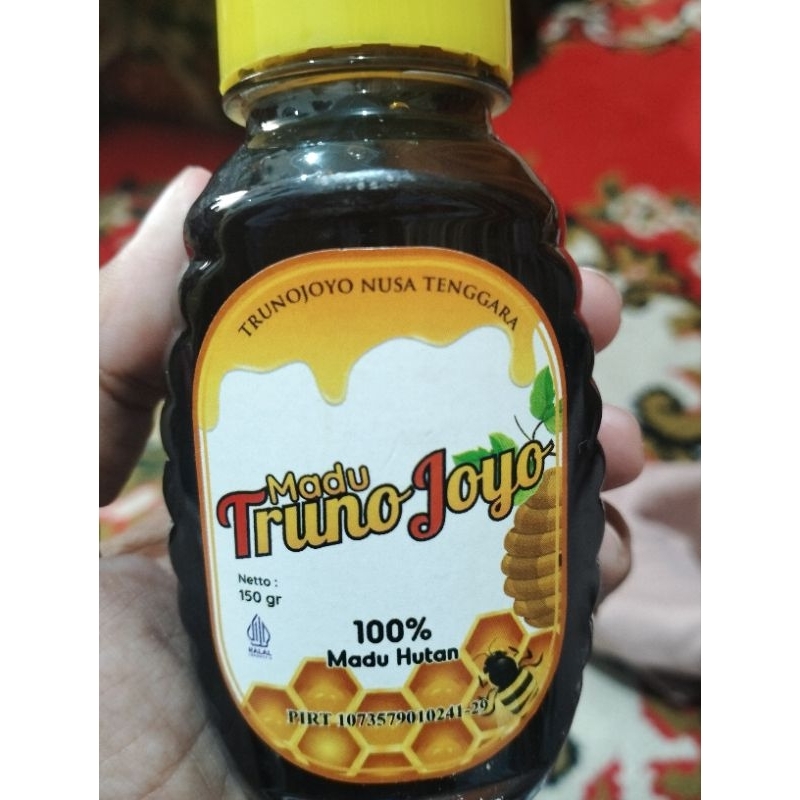 TRUNOJOYO NUSA TENGGARA
Madu
TrunoJoyo
Netto :
150 gr
HALAL
100%
Madu Hutan
PIRT 1073579010241-29